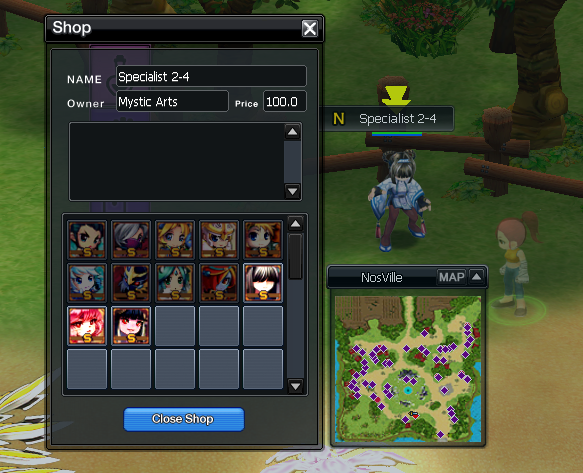 Shop
NAME Specialist 2-4
Owner Mystic Arts Price 100.0
N Specialist 2-4
S S S
S S
NosVille MAP
Close Shop